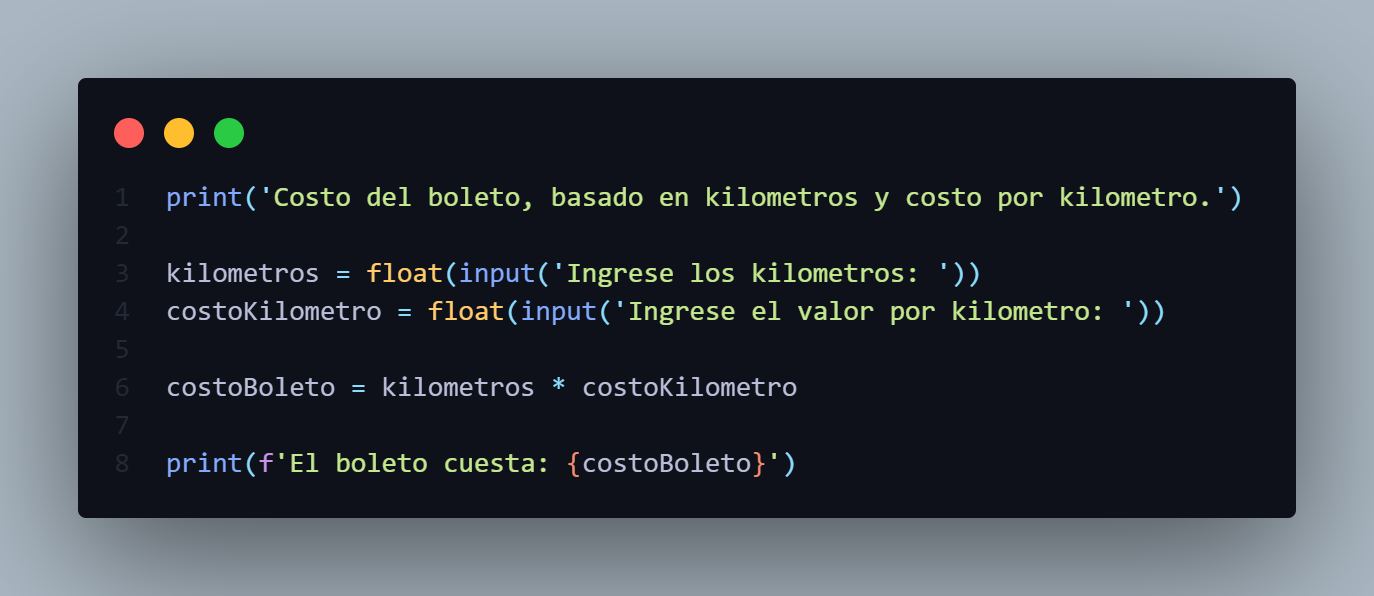 1 print('Costo del boleto, basado en kilometros y costo por kilometro.')
2
3 kilometros = float(input('Ingrese los kilometros: '))
4 costoKilometro = float(input('Ingrese el valor por kilometro: '))
5
6 costoBoleto = kilometros * costoKilometro
7
8 print(f'El boleto cuesta: {costoBoleto}')